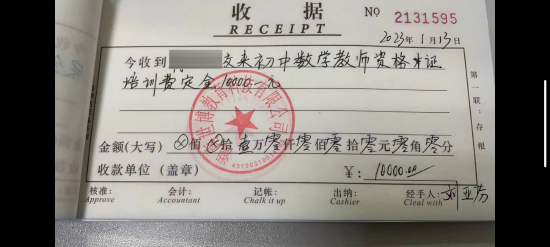 收据
RECEIPT
NO 2131595
2023年1月13日
今收到 交来初中数学教师资格证
培训费定金10000.元
金额(大写) ⊗佰⊗拾壹万零仟零佰零拾零元零角零分
收款单位(盖章) ¥: 10000.00
第一联:存根
核准: 会计: 记帐: 出纳: 经手人:
Approve Accountant Chalk it up Cashier Cleal with